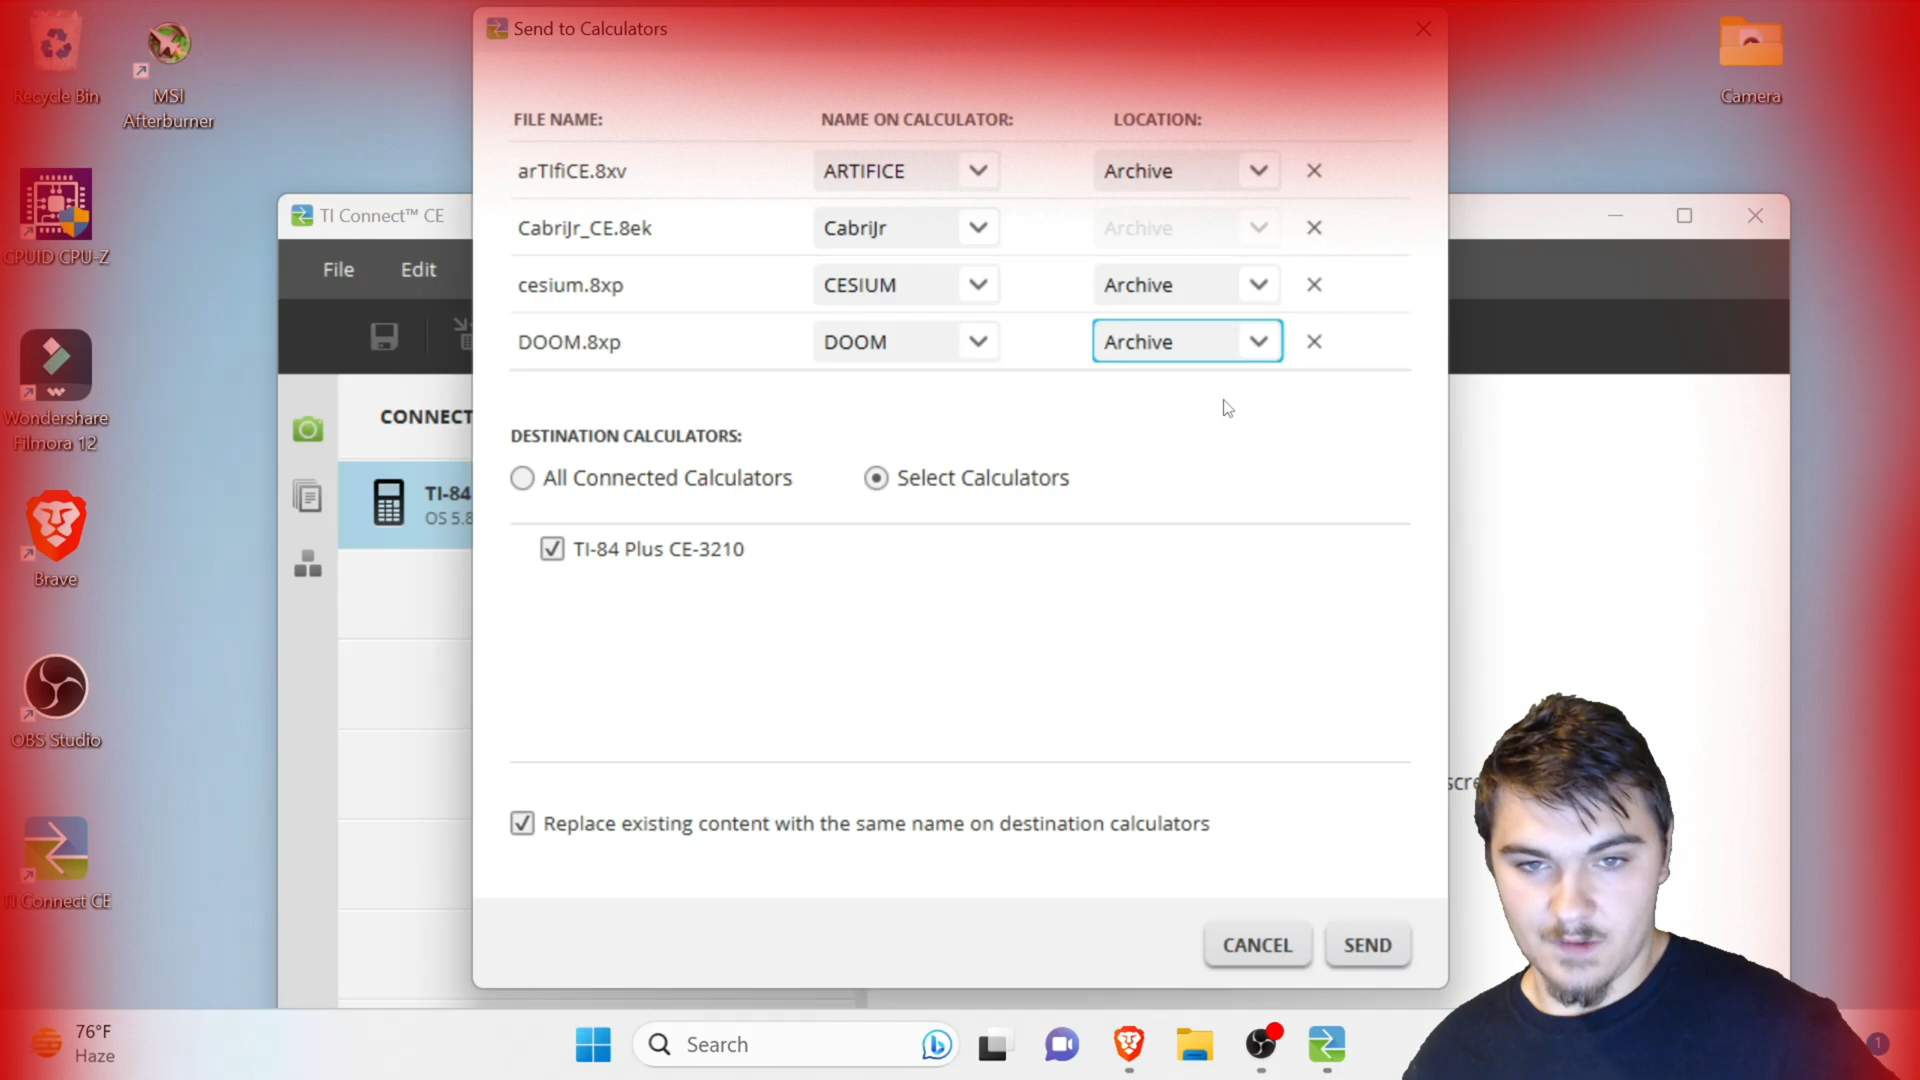 Recycle Bin
MSI
Afterburner
CPUID CPU-Z
Wondershare
Filmora 12
Brave
OBS Studio
TI Connect CE
Camera
TI Connect™ CE
File Edit
CONNECT
TI-84
OS 5.8
Send to Calculators
FILE NAME: NAME ON CALCULATOR: LOCATION:
arTIfiCE.8xv ARTIFICE Archive
CabriJr_CE.8ek CabriJr Archive
cesium.8xp CESIUM Archive
DOOM.8xp DOOM Archive
DESTINATION CALCULATORS:
All Connected Calculators Select Calculators
TI-84 Plus CE-3210
Replace existing content with the same name on destination calculators
CANCEL SEND
scre
76°F
Haze
Search
1